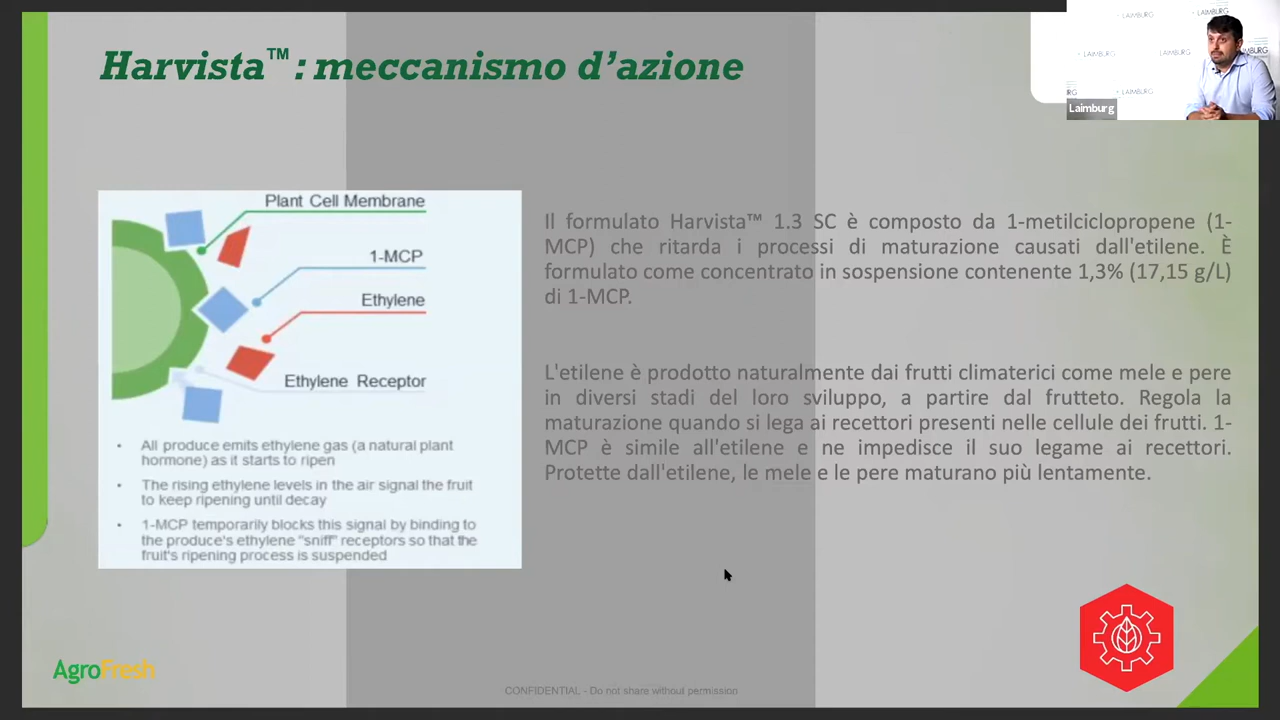 Harvista™: meccanismo d'azione
LAIMBURG
LAIMBURG
LAIMBURG
LAIMBURG
BURG
RG
LAIMBURG
Laimburg
Plant Cell Membrane
1-MCP
Ethylene
Ethylene Receptor
• All produce emits ethylene gas (a natural plant
hormone) as it starts to ripen
• The rising ethylene levels in the air signal the fruit
to keep ripening until decay
• 1-MCP temporarily blocks this signal by binding to
the produce's ethylene "sniff" receptors so that the
fruit's ripening process is suspended
Il formulato Harvista™ 1.3 SC è composto da 1-metilciclopropene (1-
MCP) che ritarda i processi di maturazione causati dall'etilene. È
formulato come concentrato in sospensione contenente 1,3% (17,15 g/L)
di 1-MCP.
L'etilene è prodotto naturalmente dai frutti climaterici come mele e pere
in diversi stadi del loro sviluppo, a partire dal frutteto. Regola la
maturazione quando si lega ai recettori presenti nelle cellule dei frutti. 1-
MCP è simile all'etilene e ne impedisce il suo legame ai recettori.
Protette dall'etilene, le mele e le pere maturano più lentamente.
AgroFresh
CONFIDENTIAL - Do not share without permission